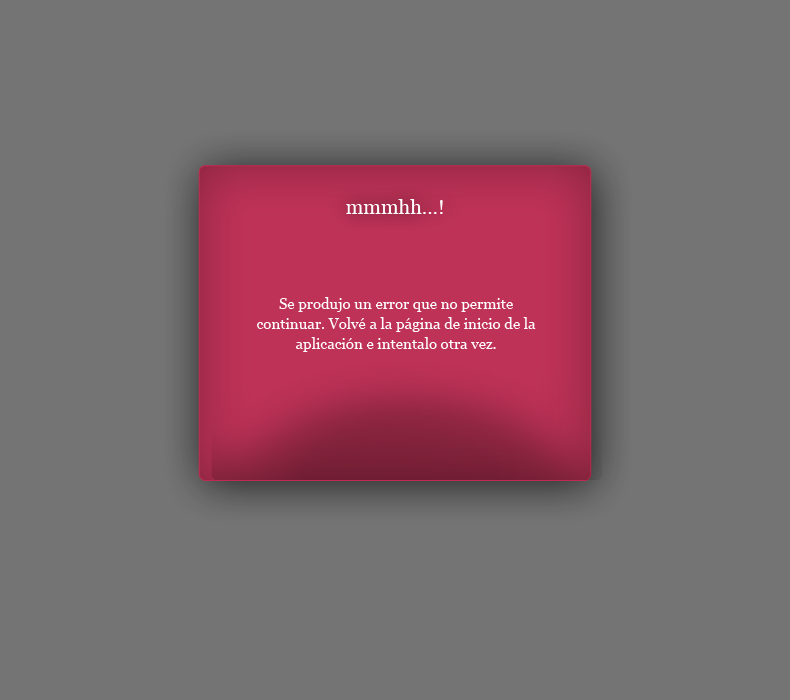 mmmhh...!
Se produjo un error que no permite
continuar. Volvé a la página de inicio de la
aplicación e intentalo otra vez.